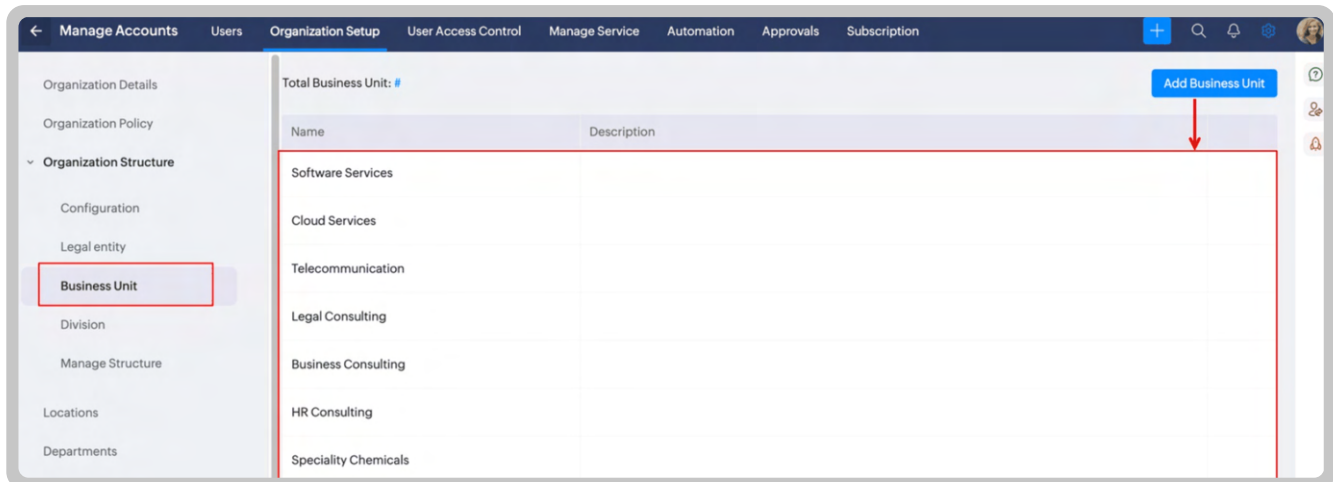 Manage Accounts Users Organization Setup User Access Control Manage Service Automation Approvals Subscription
Organization Details
Organization Policy
Organization Structure
Configuration
Legal entity
Business Unit
Division
Manage Structure
Locations
Departments
Total Business Unit: #
Add Business Unit
Name Description
Software Services
Cloud Services
Telecommunication
Legal Consulting
Business Consulting
HR Consulting
Speciality Chemicals